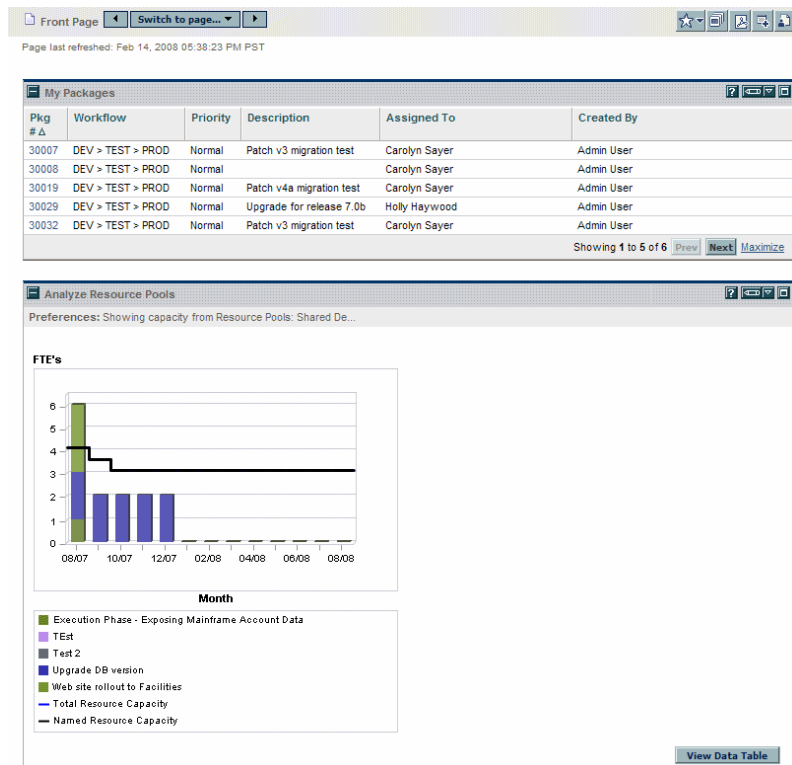 Front Page Switch to page...
Page last refreshed: Feb 14, 2008 05:38:23 PM PST
My Packages ?
Pkg # Workflow Priority Description Assigned To Created By
30007 DEV > TEST > PROD Normal Patch v3 migration test Carolyn Sayer Admin User
30008 DEV > TEST > PROD Normal Carolyn Sayer Admin User
30019 DEV > TEST > PROD Normal Patch v4a migration test Carolyn Sayer Admin User
30029 DEV > TEST > PROD Normal Upgrade for release 7.0b Holly Haywood Admin User
30032 DEV > TEST > PROD Normal Patch v3 migration test Carolyn Sayer Admin User
Showing 1 to 5 of 6 Prev Next Maximize
Analyze Resource Pools ?
Preferences: Showing capacity from Resource Pools: Shared De...
FTE's
6
5
4
3
2
1
0
08/07 10/07 12/07 02/08 04/08 06/08 08/08
Month
Execution Phase - Exposing Mainframe Account Data
TEst
Test 2
Upgrade DB version
Web site rollout to Facilities
Total Resource Capacity
Named Resource Capacity
View Data Table